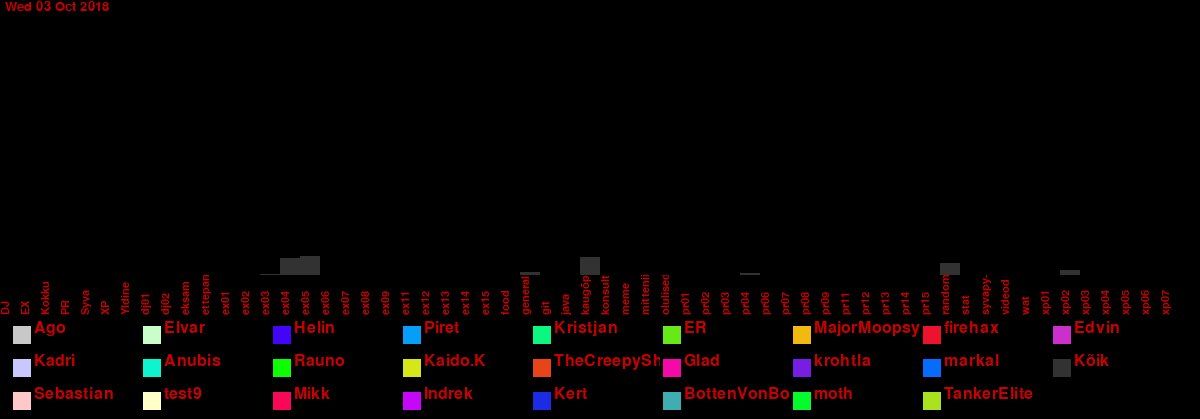 Wed 03 Oct 2018
DJ
EX
Kokku
PR
Syva
XP
Yldine
dj01
dj02
eksam
ettepan
ex01
ex02
ex03
ex04
ex05
ex06
ex07
ex08
ex09
ex11
ex12
ex13
ex14
ex15
food
general
git
java
kaugõp
konsult
meme
mittenii
olulised
pr01
pr02
pr03
pr04
pr06
pr07
pr08
pr09
pr11
pr12
pr13
pr14
pr15
random
stat
syvapy-
videod
wat
xp01
xp02
xp03
xp04
xp05
xp06
xp07
Ago Elvar Helin Piret Kristjan ER MajorMoopsy firehax Edvin
Kadri Anubis Rauno Kaido.K TheCreepySh Glad krohtla markal Kõik
Sebastian test9 Mikk Indrek Kert BottenVonBo moth TankerElite